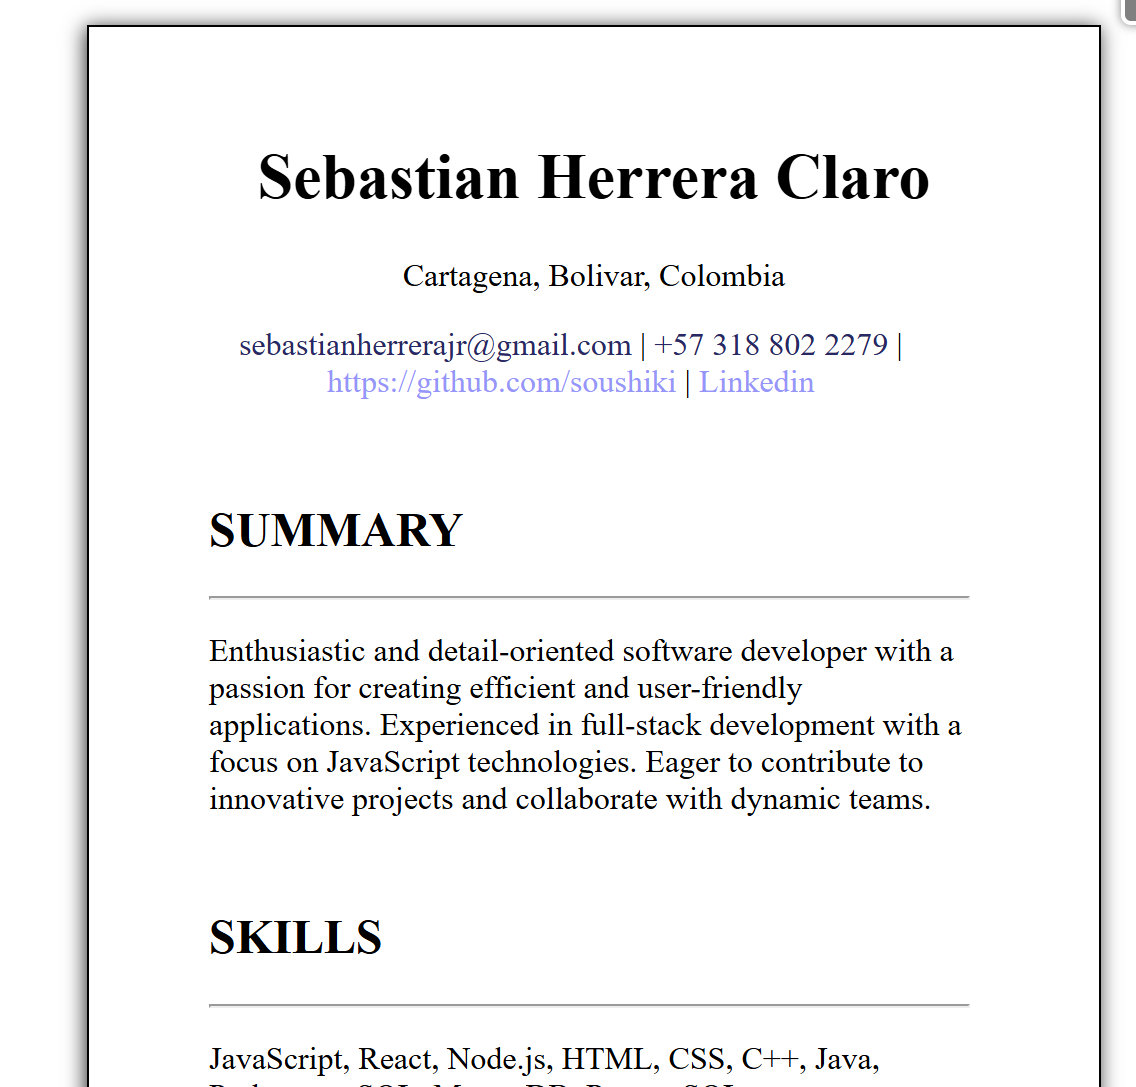 Sebastian Herrera Claro
Cartagena, Bolivar, Colombia
sebastianherrerajr@gmail.com | +57 318 802 2279 |
https://github.com/soushiki | Linkedin
SUMMARY
Enthusiastic and detail-oriented software developer with a
passion for creating efficient and user-friendly
applications. Experienced in full-stack development with a
focus on JavaScript technologies. Eager to contribute to
innovative projects and collaborate with dynamic teams.
SKILLS
JavaScript, React, Node.js, HTML, CSS, C++, Java,